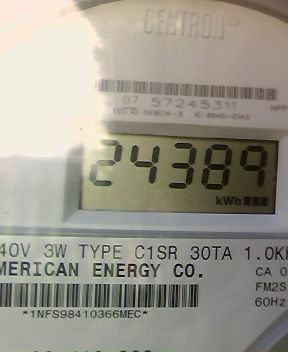 CENTRON®
07 57245311
24389
kWh
40V 3W TYPE C1SR 30TA 1.0K
MERICAN ENERGY CO.
CA 0
FM2S
60Hz
*1NFS98410366MEC*